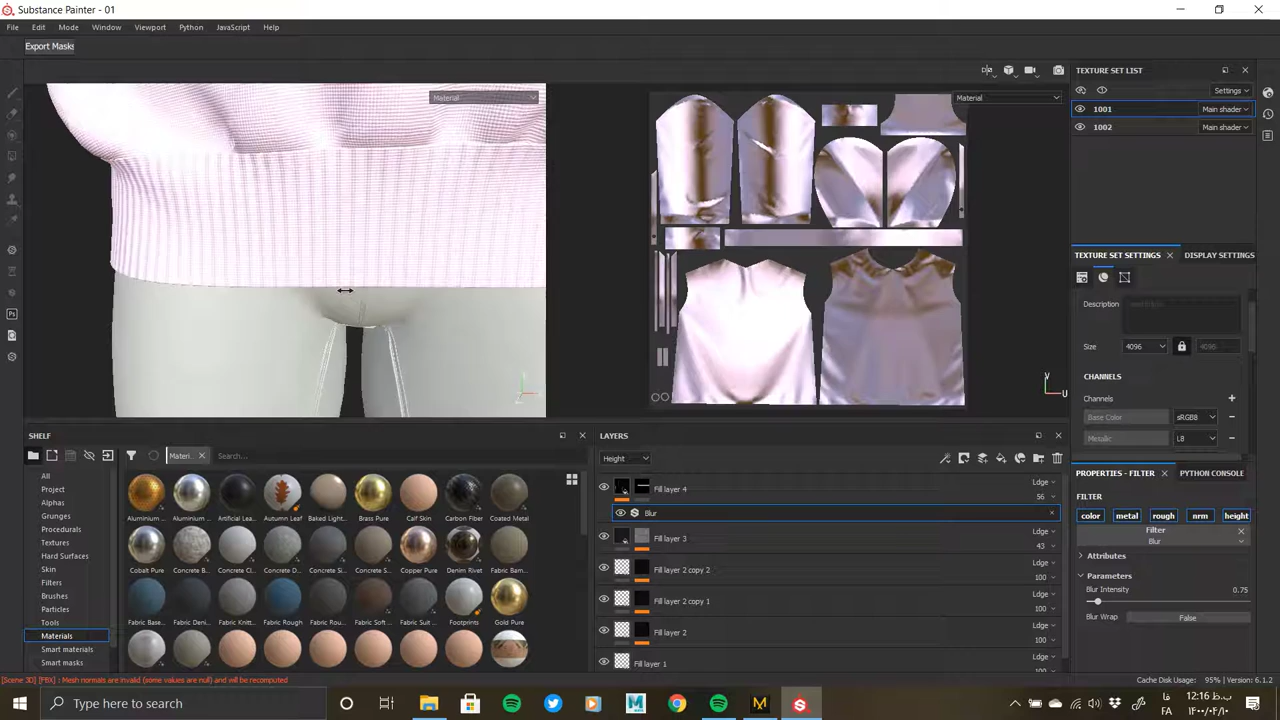 Substance Painter - 01
File Edit Mode Window Viewport Python JavaScript Help
Export Masks
Material
Material
V
U
TEXTURE SET LIST
Settings
1001 Main shader
Main shader
TEXTURE SET SETTINGS DISPLAY SETTINGS
Description
Size 4096 4096
CHANNELS
Channels
Base Color sRGB8
Metallic L8
SHELF
Materi...
Search...
All
Project
Alphas
Grunges
Procedurals
Textures
Hard Surfaces
Skin
Filters
Brushes
Particles
Tools
Materials
Smart materials
Smart masks
Aluminium ... Aluminium ... Artificial Lea... Autumn Leaf Baked Light... Brass Pure Calf Skin Carbon Fiber Coated Metal
Cobalt Pure Concrete B... Concrete C... Concrete D... Concrete Si... Concrete S... Copper Pure Denim Rivet Fabric Bam...
Fabric Base... Fabric Deni... Fabric Knitt... Fabric Rough Fabric Rou... Fabric Soft ... Fabric Suit ... Footprints Gold Pure
LAYERS
Height
Fill layer 4 Ldge 56
Blur
Fill layer 3 Ldge 43
Fill layer 2 copy 2 Ldge 100
Fill layer 2 copy 1 Ldge 100
Fill layer 2 Ldge 100
Fill layer 1 Ldge
PROPERTIES - FILTER PYTHON CONSOLE
FILTER
color metal rough nrm height
Filter
Blur
Attributes
Parameters
Blur Intensity 0.75
Blur Wrap False
[Scene 3D] [FBX] : Mesh normals are invalid (some values are null) and will be recomputed
Cache Disk Usage: 95% | Version: 6.1.2
Type here to search
FA
12:16 ب.ظ
۱۴۰۰/۰۳/۱۰